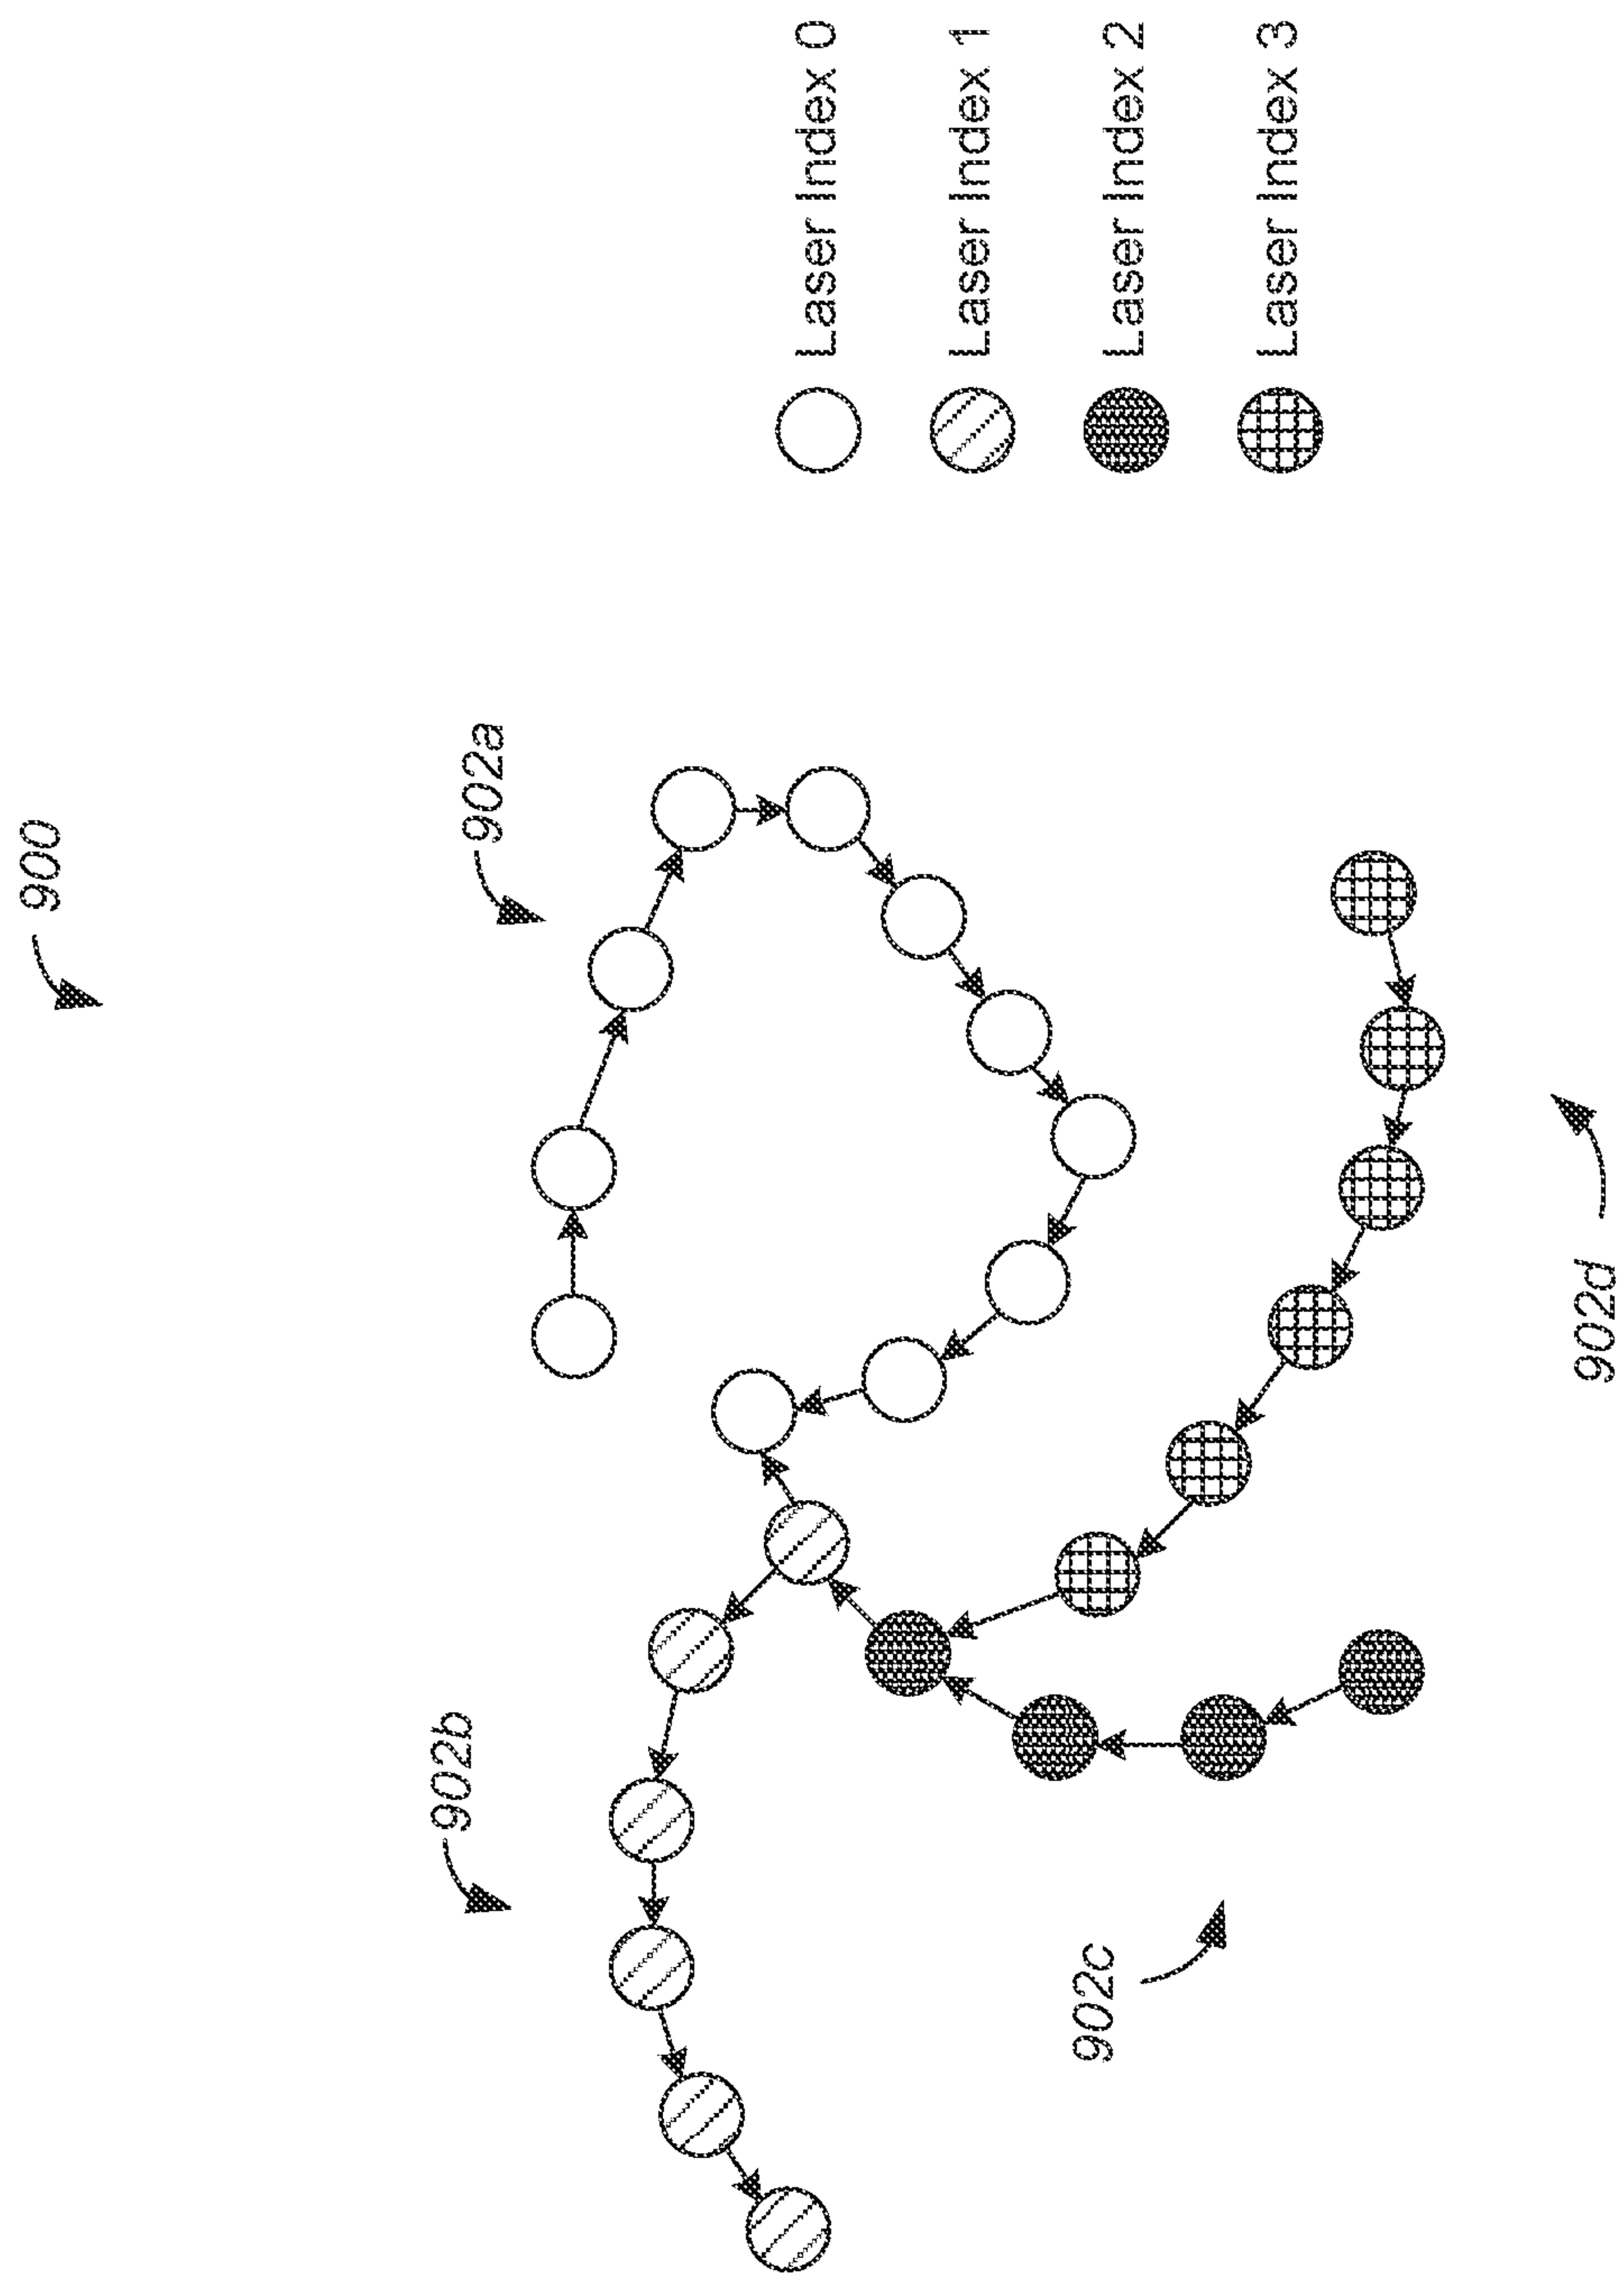 900
902a
902b
902c
902d
Laser Index 0
Laser Index 1
Laser Index 2
Laser Index 3